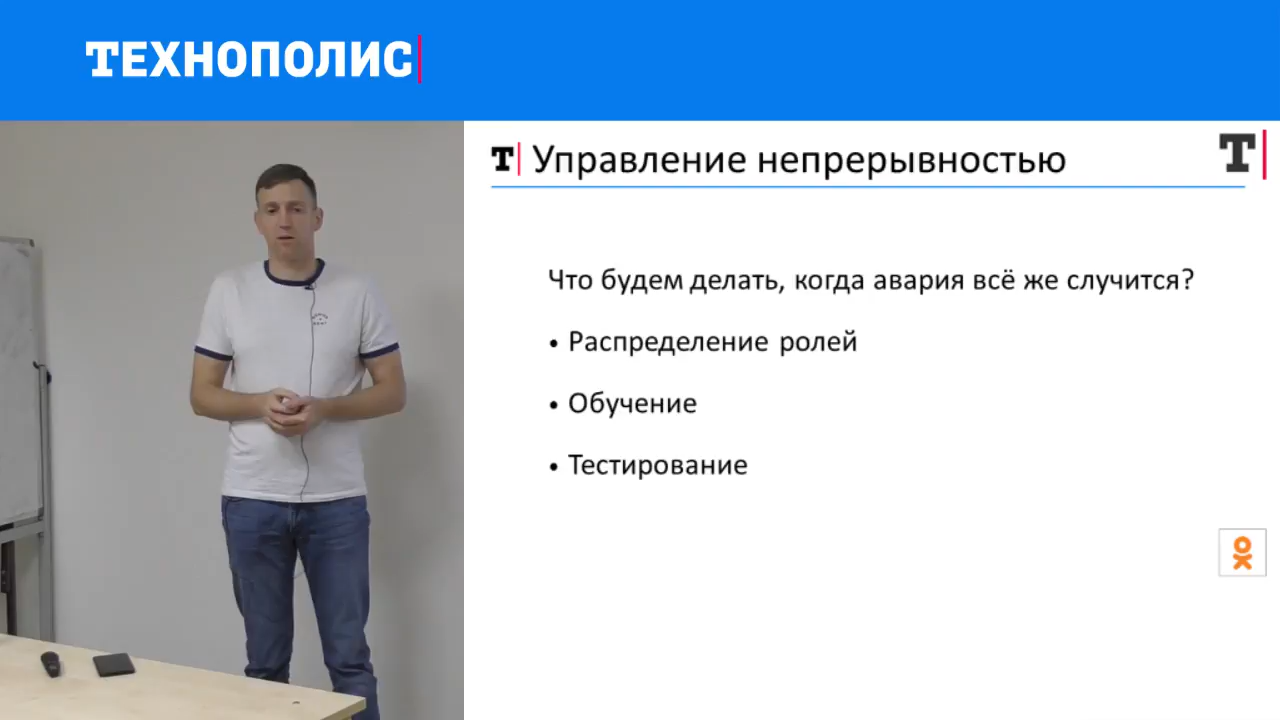 ТЕХНОПОЛИС
Т Управление непрерывностью
Т
Что будем делать, когда авария всё же случится?
• Распределение ролей
• Обучение
• Тестирование